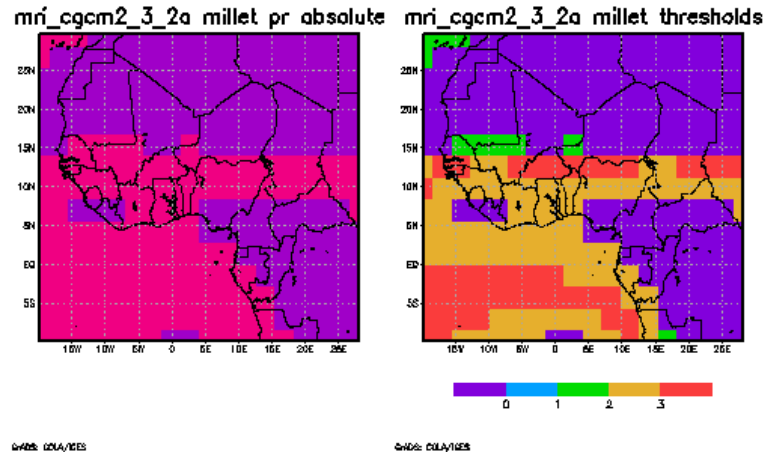 mri_cgcm2_3_2a millet pr absolute
mri_cgcm2_3_2a millet thresholds
25N
20N
15N
10N
5N
EQ
5S
15W
10W
5W
0
5E
10E
15E
20E
25E
25N
20N
15N
10N
5N
EQ
5S
15W
10W
5W
0
5E
10E
15E
20E
25E
0
1
2
3
GrADS: COLA/IGES
GrADS: COLA/IGES